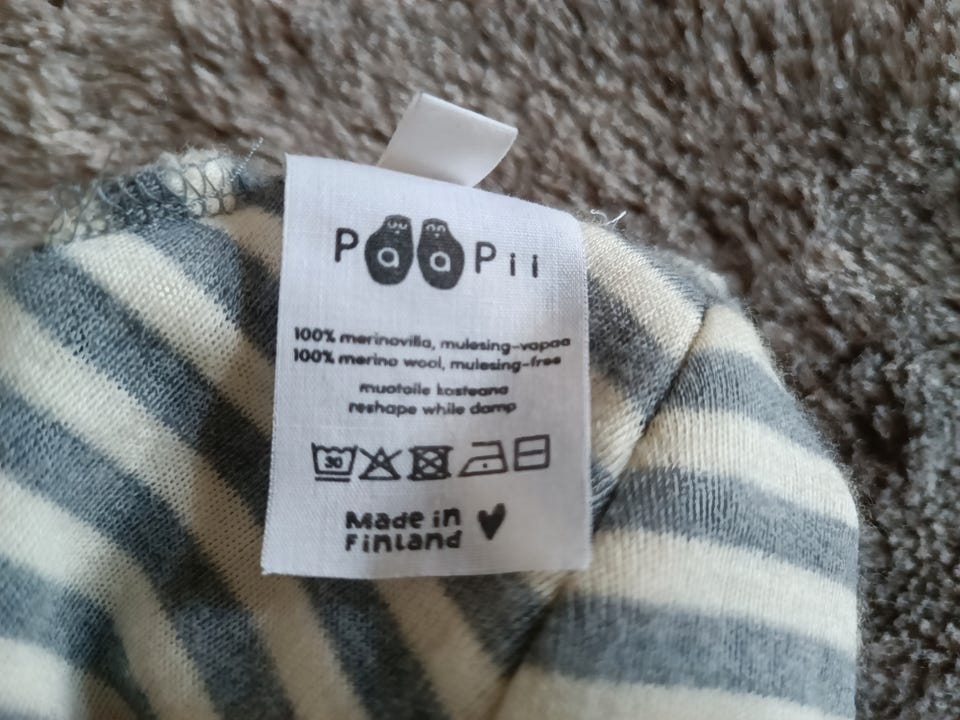 PaaPii
100% merinovilla, mulesing-vapaa
100% merino wool, mulesing-free
muotoile kosteana
reshape while damp
30
Made in
Finland